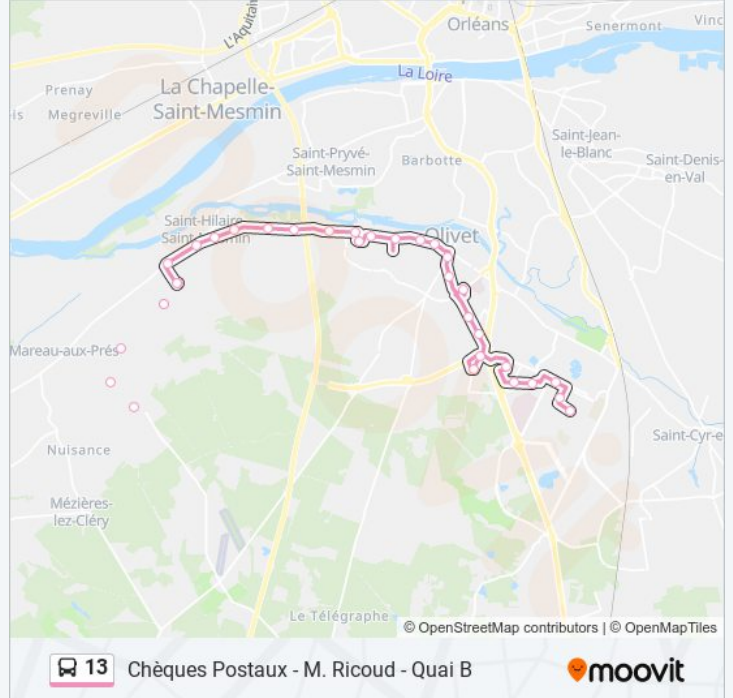 L'Aquitaine
Orléans
Senermont
Vinc
La Loire
Prenay
La Chapelle-
Saint-Mesmin
is
Megreville
Saint-Jean-
le-Blanc
Saint-Pryvé-
Saint-Mesmin
Barbotte
Saint-Denis-
en-Val
Saint-Hilaire
Saint-Mesmin
Olivet
Mareau-aux-Prés
Nuisance
Saint-Cyr-e
Mézières-
lez-Cléry
Le Télégraphe
© OpenStreetMap contributors | © OpenMapTiles
13 Chèques Postaux - M. Ricoud - Quai B
moovit